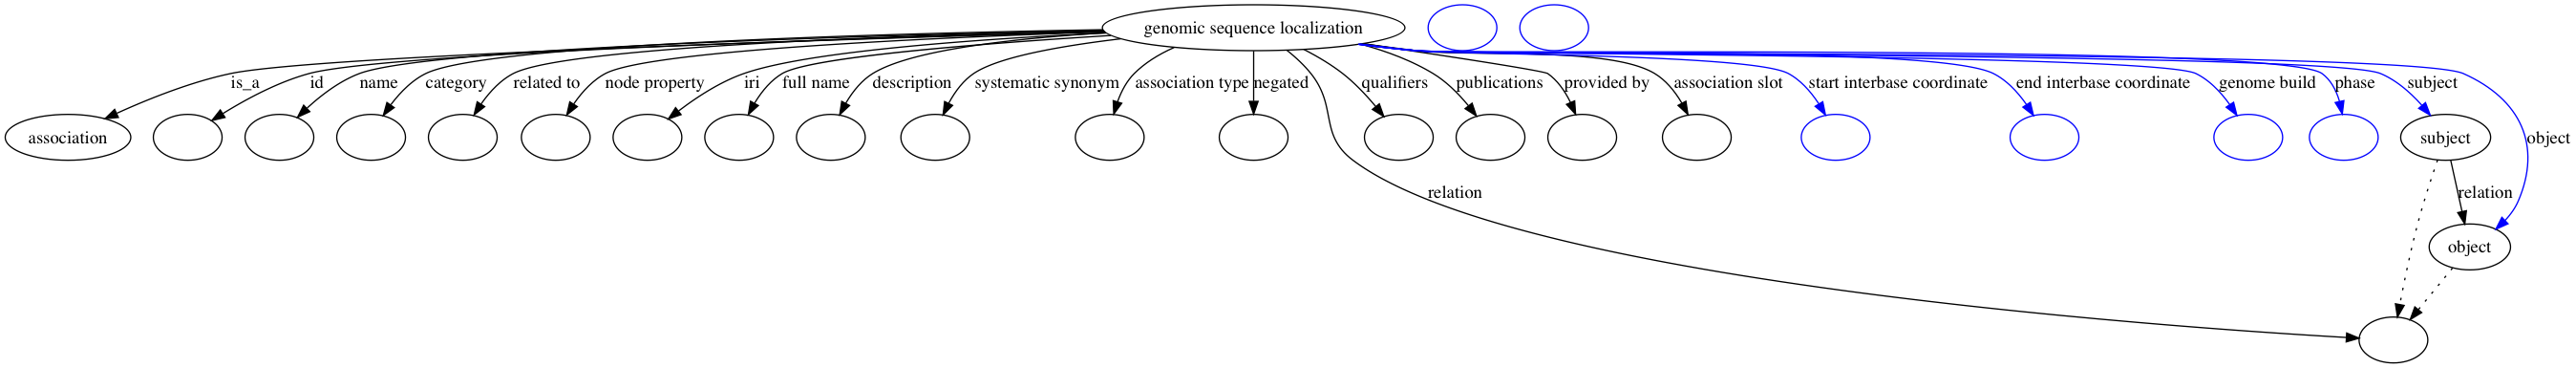 genomic sequence localization
is_a
id
name
category
related to
node property
iri
full name
description
systematic synonym
association type
negated
qualifiers
publications
provided by
association slot
start interbase coordinate
end interbase coordinate
genome build
phase
subject
association
subject
object
relation
relation
object